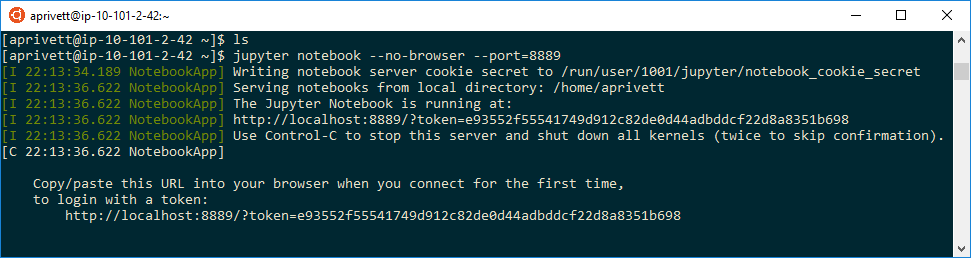 aprivett@ip-10-101-2-42:~
[aprivett@ip-10-101-2-42 ~]$ ls
[aprivett@ip-10-101-2-42 ~]$ jupyter notebook --no-browser --port=8889
[I 22:13:34.189 NotebookApp] Writing notebook server cookie secret to /run/user/1001/jupyter/notebook_cookie_secret
[I 22:13:36.622 NotebookApp] Serving notebooks from local directory: /home/aprivett
[I 22:13:36.622 NotebookApp] The Jupyter Notebook is running at:
[I 22:13:36.622 NotebookApp] http://localhost:8889/?token=e93552f55541749d912c82de0d44adbddcf22d8a8351b698
[I 22:13:36.622 NotebookApp] Use Control-C to stop this server and shut down all kernels (twice to skip confirmation).
[C 22:13:36.622 NotebookApp]
Copy/paste this URL into your browser when you connect for the first time,
to login with a token:
http://localhost:8889/?token=e93552f55541749d912c82de0d44adbddcf22d8a8351b698